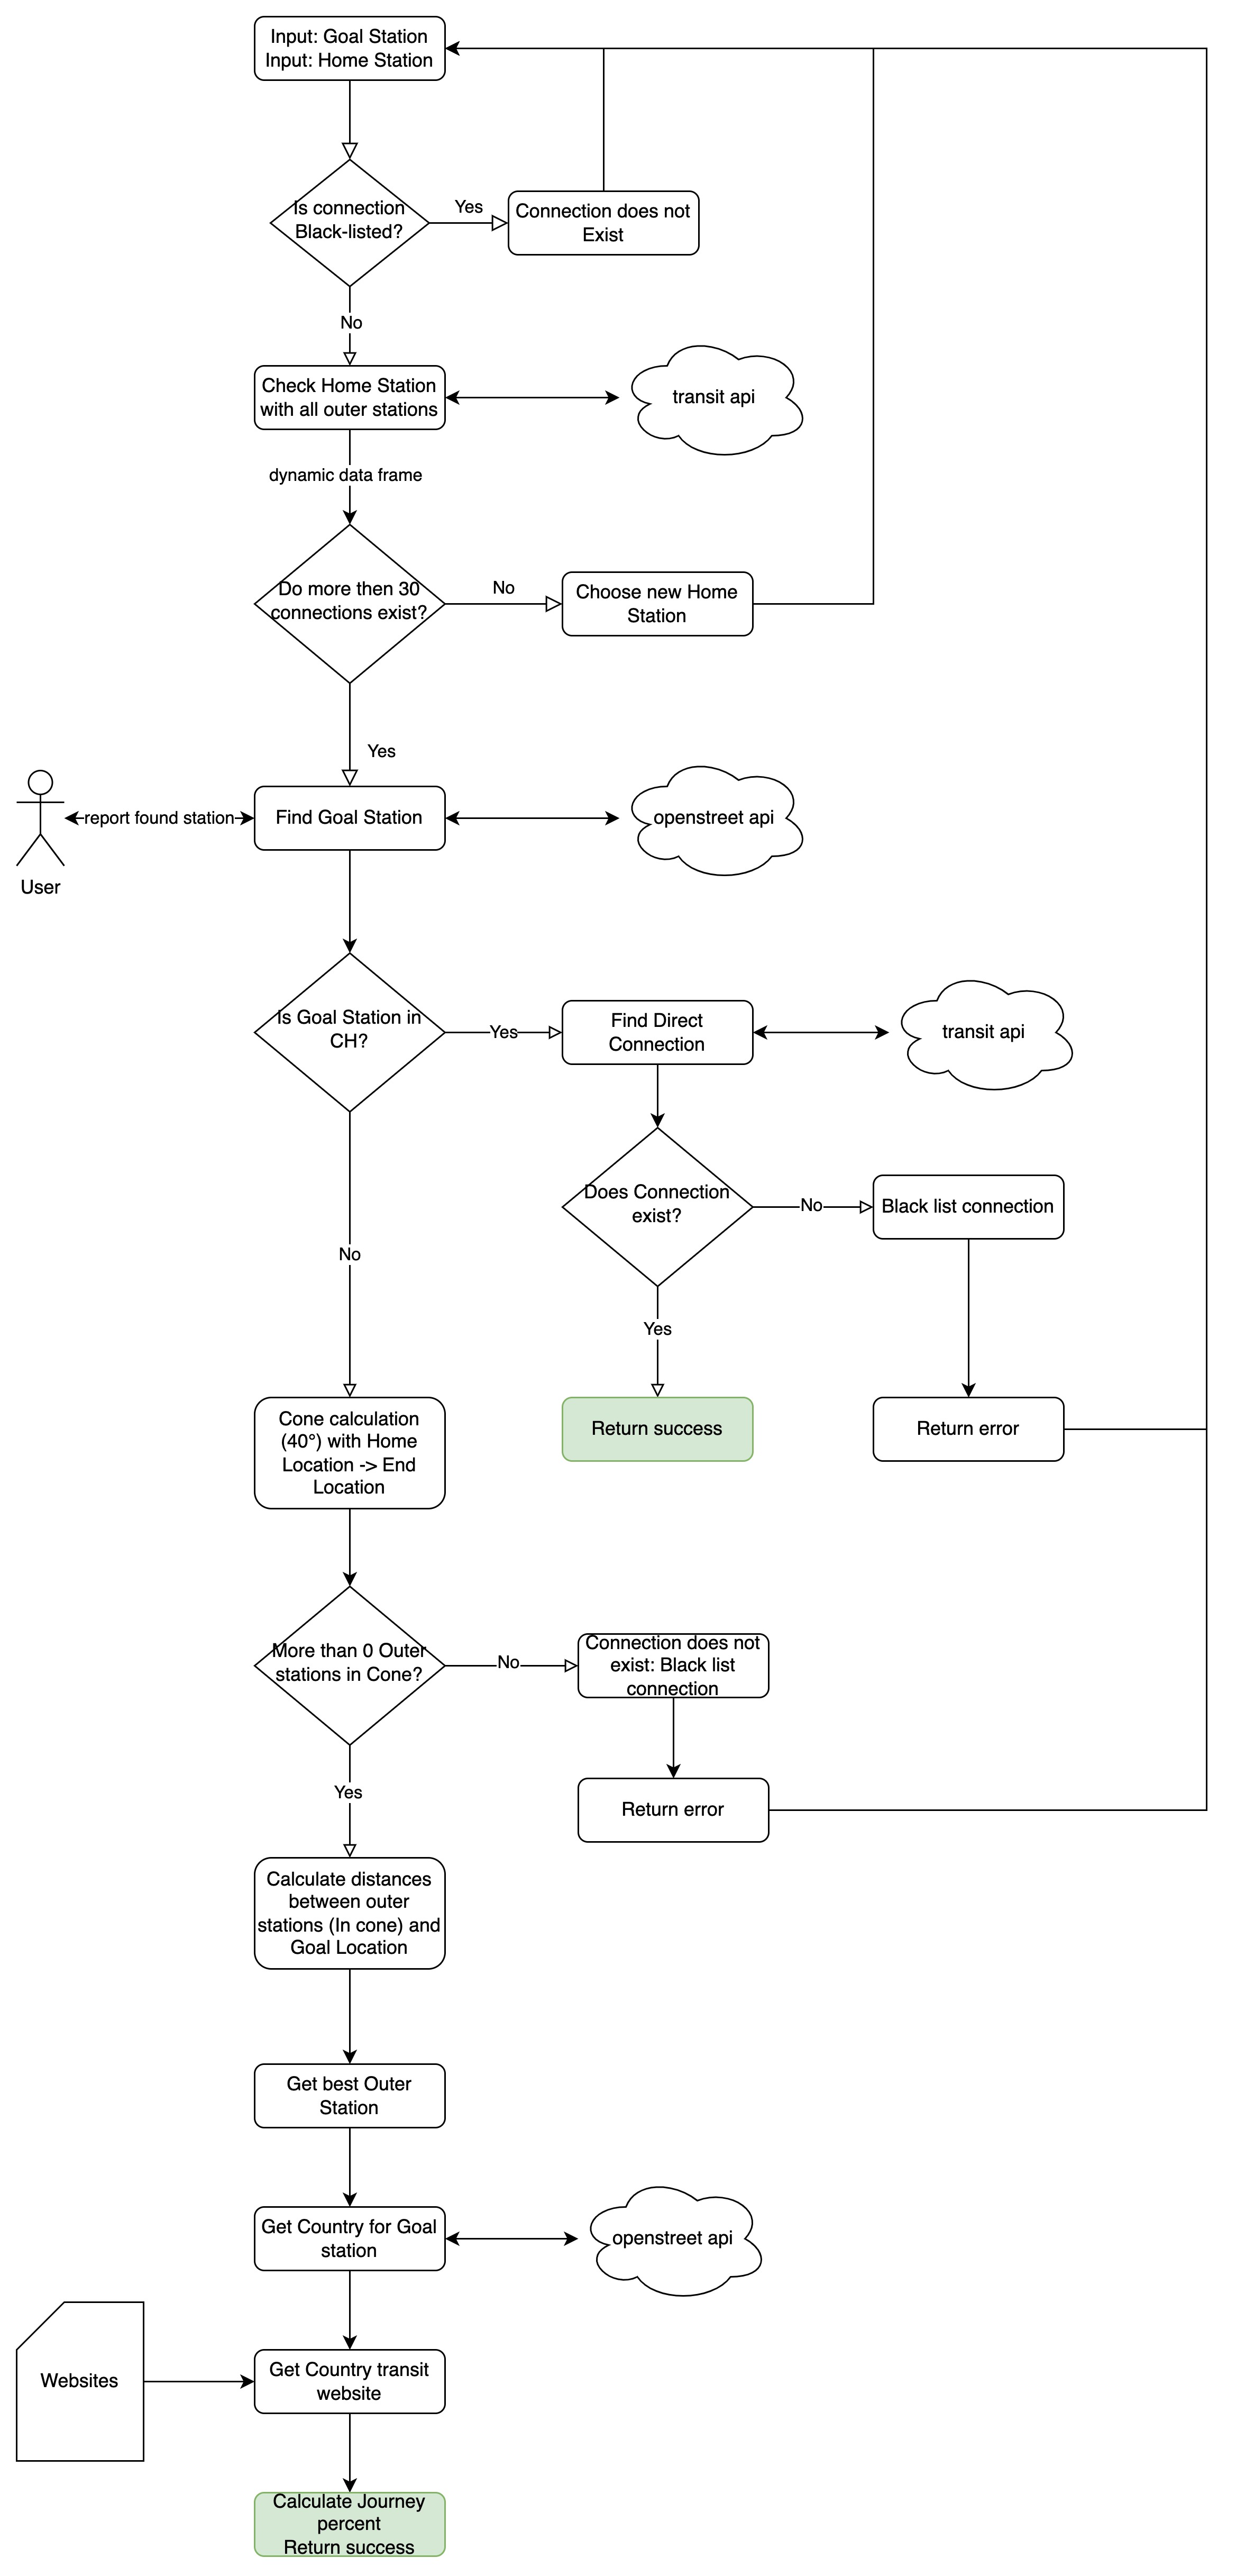 Input: Goal Station
Input: Home Station
Is connection
Black-listed?
Yes
Connection does not
Exist
No
Check Home Station
with all outer stations
transit api
dynamic data frame
Do more then 30
connections exist?
No
Choose new Home
Station
Yes
User
report found station
Find Goal Station
openstreet api
Is Goal Station in
CH?
Yes
Find Direct
Connection
transit api
Does Connection
exist?
No
Black list connection
No
Yes
Cone calculation
(40°) with Home
Location -> End
Location
Return success
Return error
More than 0 Outer
stations in Cone?
No
Connection does not
exist: Black list
connection
Yes
Return error
Calculate distances
between outer
stations (In cone) and
Goal Location
Get best Outer
Station
Get Country for Goal
station
openstreet api
Websites
Get Country transit
website
Calculate Journey
percent
Return success